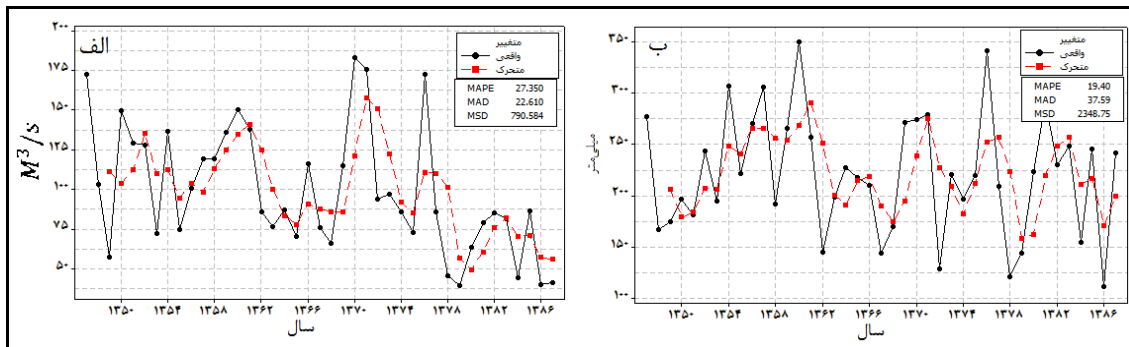 الف
M³/s
۲۰۰
۱۷۵
۱۵۰
۱۲۵
۱۰۰
۷۵
۵۰
متغییر
واقعی
متحرک
MAPE 27.350
MAD 22.610
MSD 790.584
۱۳۵۰ ۱۳۵۴ ۱۳۵۸ ۱۳۶۲ ۱۳۶۶ ۱۳۷۰ ۱۳۷۴ ۱۳۷۸ ۱۳۸۲ ۱۳۸۶
سال
ب
میلی‌متر
۳۵۰
۳۰۰
۲۵۰
۲۰۰
۱۵۰
۱۰۰
متغییر
واقعی
متحرک
MAPE 19.40
MAD 37.59
MSD 2348.75
۱۳۵۰ ۱۳۵۴ ۱۳۵۸ ۱۳۶۲ ۱۳۶۶ ۱۳۷۰ ۱۳۷۴ ۱۳۷۸ ۱۳۸۲ ۱۳۸۶
سال